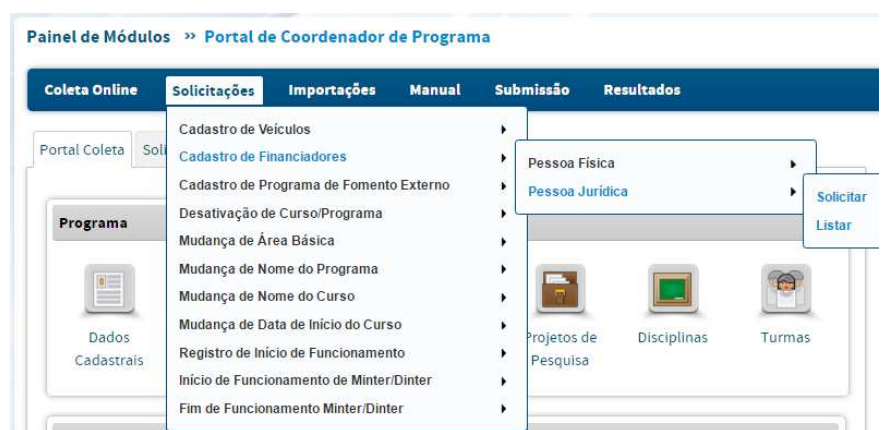 Painel de Módulos » Portal de Coordenador de Programa
Coleta Online Solicitações Importações Manual Submissão Resultados
Portal Coleta Soli
Cadastro de Veículos
Cadastro de Financiadores
Cadastro de Programa de Fomento Externo
Desativação de Curso/Programa
Mudança de Área Básica
Mudança de Nome do Programa
Mudança de Nome do Curso
Mudança de Data de Início do Curso
Registro de Início de Funcionamento
Início de Funcionamento de Minter/Dinter
Fim de Funcionamento Minter/Dinter
Pessoa Física
Pessoa Jurídica
Solicitar
Listar
Programa
Dados
Cadastrais
Projetos de
Pesquisa
Disciplinas
Turmas